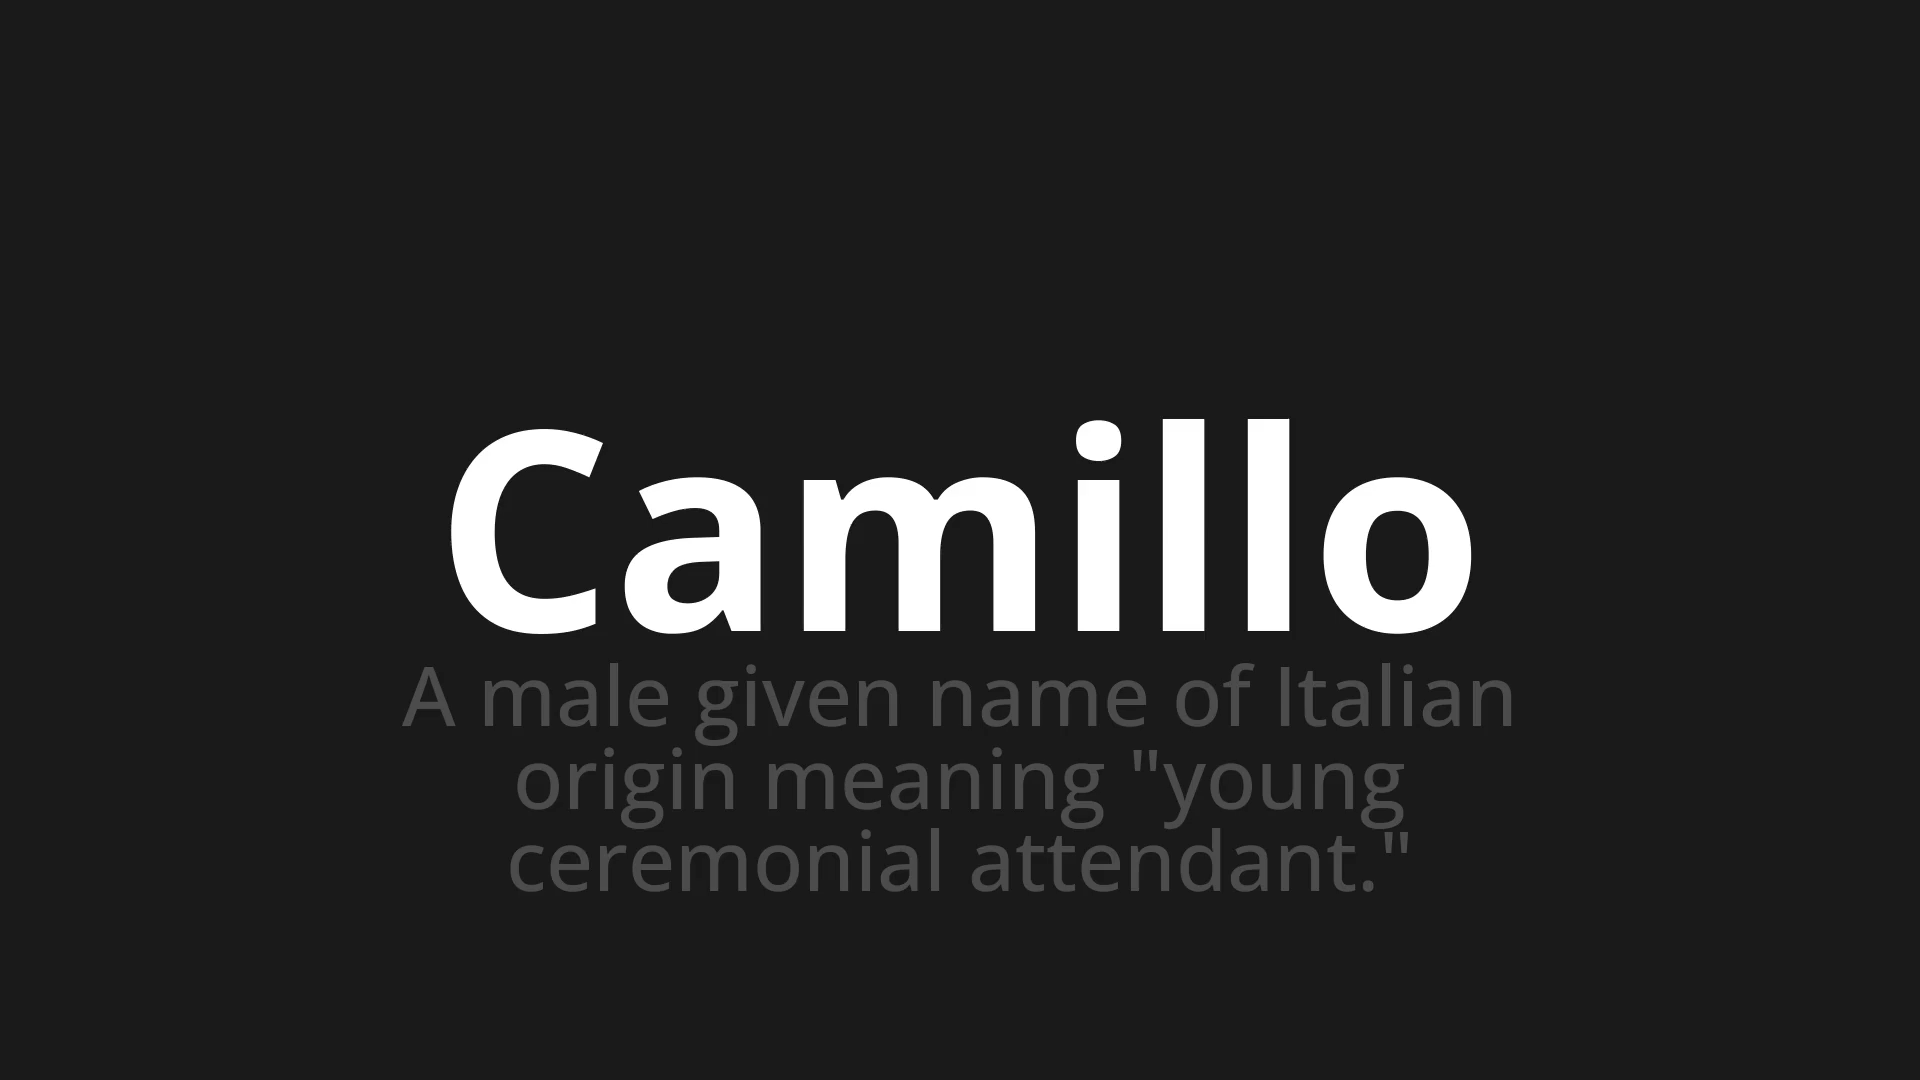 Camillo
A male given name of Italian
origin meaning "young
ceremonial attendant."